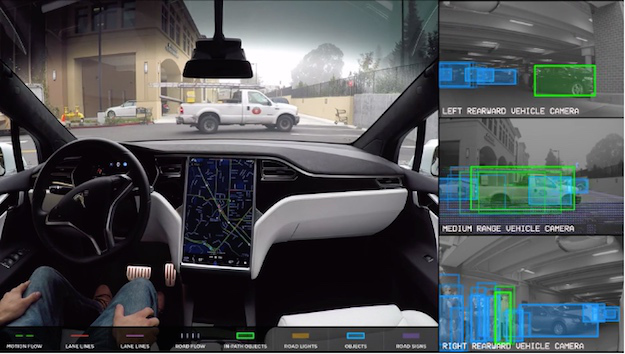 LEFT REARWARD VEHICLE CAMERA
MEDIUM RANGE VEHICLE CAMERA
RIGHT REARWARD VEHICLE CAMERA
MOTION FLOW
LANE LINES
LANE LINES
ROAD FLOW
IN-PATH OBJECTS
ROAD LIGHTS
OBJECTS
ROAD SIGNS